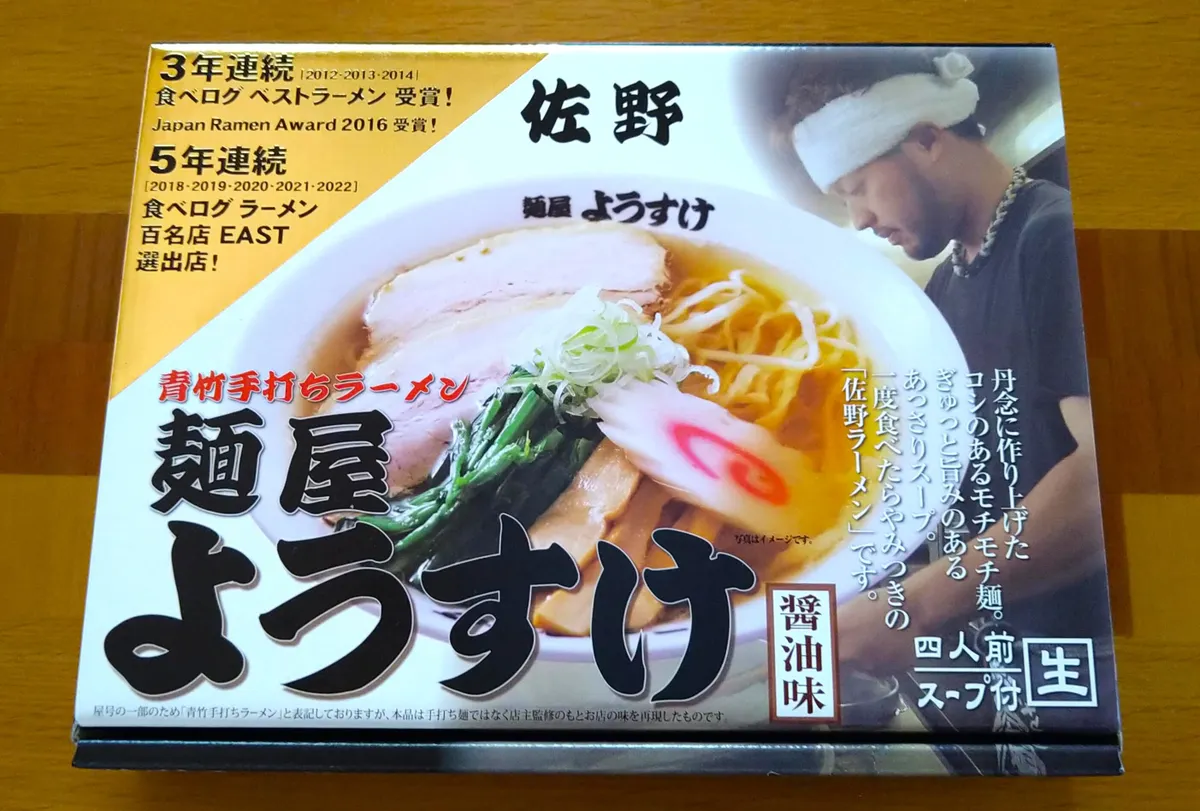 3年連続 [2012・2013・2014]
食べログ ベストラーメン 受賞!
Japan Ramen Award 2016 受賞!
5年連続
[2018・2019・2020・2021・2022]
食べログ ラーメン
百名店 EAST
選出店!
佐野
麺屋 ようすけ
青竹手打ちラーメン
麺屋
ようすけ
丹念に作り上げた
コシのあるモチモチ麺。
ぎゅっと旨みのある
あっさりスープ。
一度食べたらやみつきの
「佐野ラーメン」です。
写真はイメージです。
醤油味
四人前
スープ付
生
屋号の一部のため「青竹手打ちラーメン」と表記しておりますが、本品は手打ち麺ではなく店主監修のもとお店の味を再現したものです。